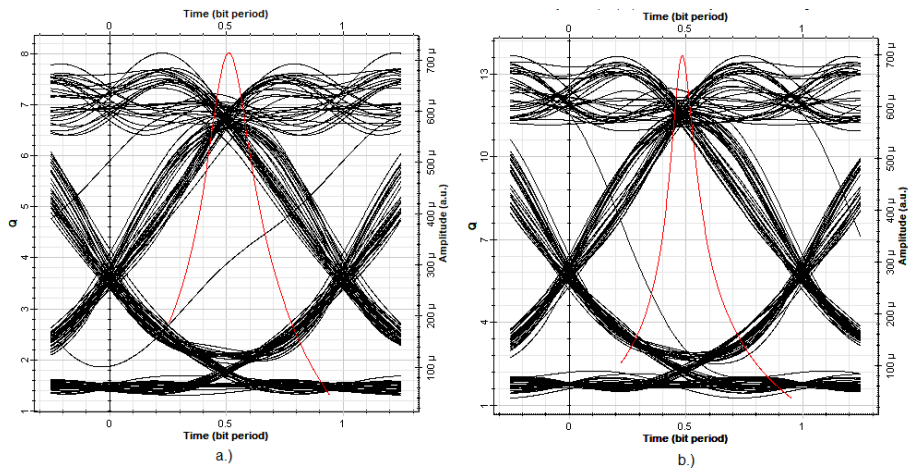 Time (bit period)
0 0.5 1
8
7
6
5
4
3
2
1
Q
700 µ
600 µ
500 µ
400 µ
300 µ
200 µ
100 µ
Amplitude (a.u.)
0 0.5 1
Time (bit period)
a.)
Time (bit period)
0 0.5 1
13
10
7
4
1
Q
700 µ
600 µ
500 µ
400 µ
300 µ
200 µ
100 µ
Amplitude (a.u.)
0 0.5 1
Time (bit period)
b.)